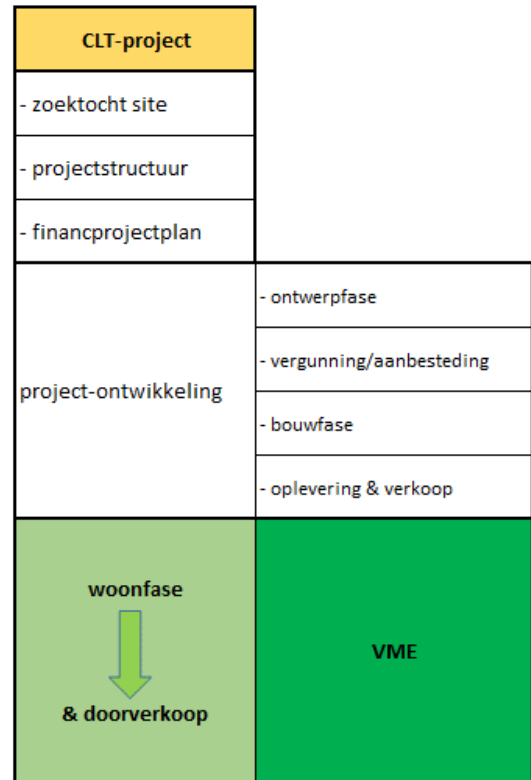 CLT-project
- zoektocht site
- projectstructuur
- financprojectplan
project-ontwikkeling
- ontwerpfase
- vergunning/aanbesteding
- bouwfase
- oplevering & verkoop
woonfase
& doorverkoop
VME